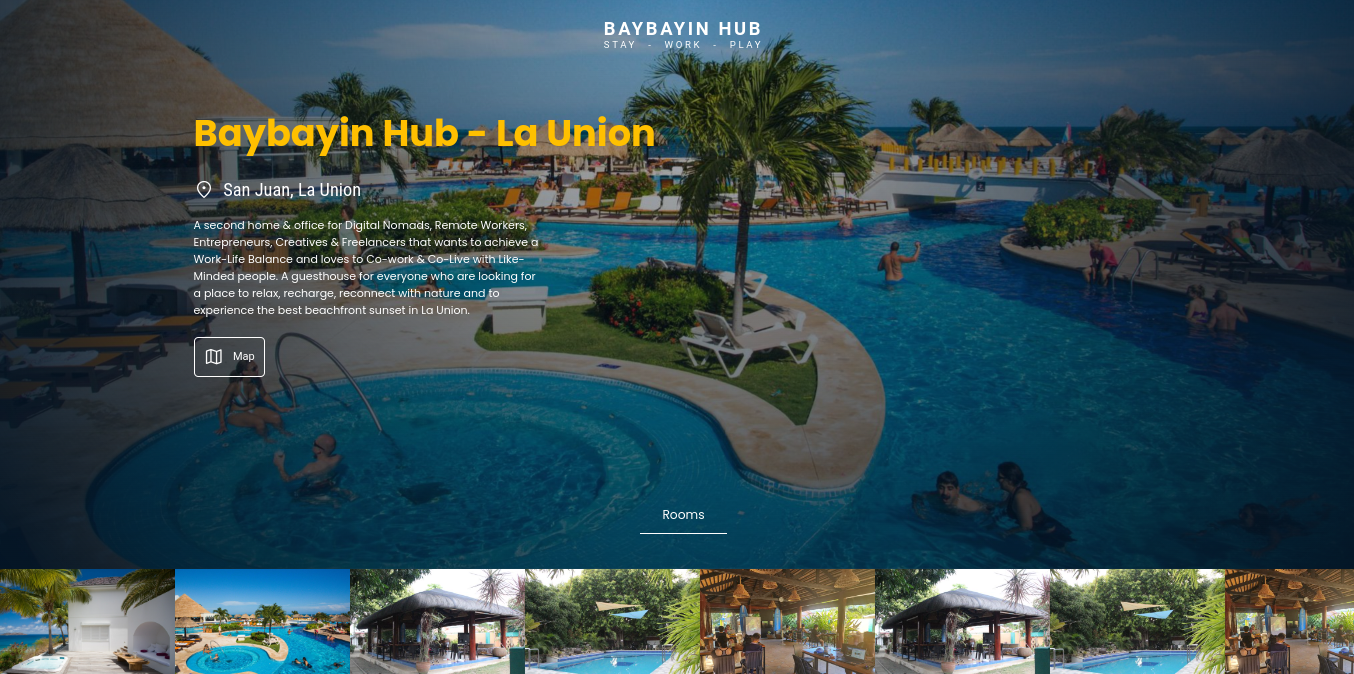 BAYBAYIN HUB
STAY - WORK - PLAY
Baybayin Hub - La Union
San Juan, La Union
A second home & office for Digital Nomads, Remote Workers,
Entrepreneurs, Creatives & Freelancers that wants to achieve a
Work-Life Balance and loves to Co-work & Co-Live with Like-
Minded people. A guesthouse for everyone who are looking for
a place to relax, recharge, reconnect with nature and to
experience the best beachfront sunset in La Union.
Map
Rooms